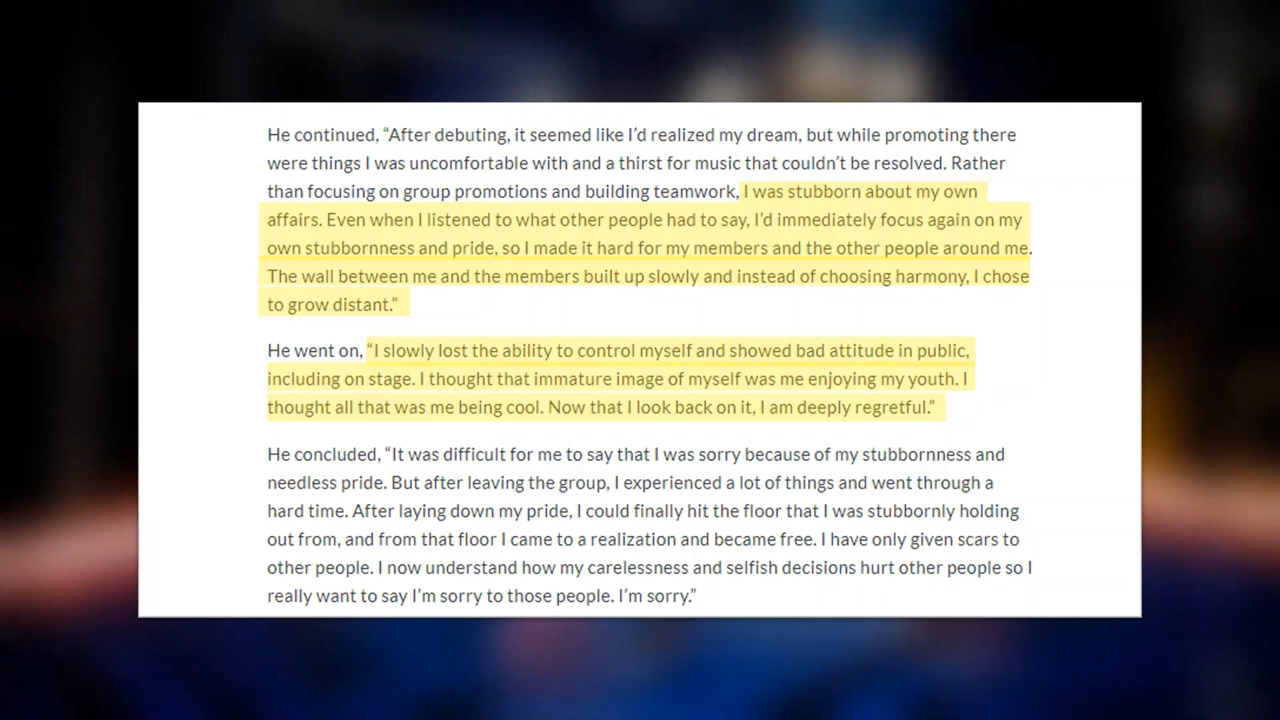 He continued, “After debuting, it seemed like I’d realized my dream, but while promoting there
were things I was uncomfortable with and a thirst for music that couldn’t be resolved. Rather
than focusing on group promotions and building teamwork, I was stubborn about my own
affairs. Even when I listened to what other people had to say, I’d immediately focus again on my
own stubbornness and pride, so I made it hard for my members and the other people around me.
The wall between me and the members built up slowly and instead of choosing harmony, I chose
to grow distant.”
He went on, “I slowly lost the ability to control myself and showed bad attitude in public,
including on stage. I thought that immature image of myself was me enjoying my youth. I
thought all that was me being cool. Now that I look back on it, I am deeply regretful.”
He concluded, “It was difficult for me to say that I was sorry because of my stubbornness and
needless pride. But after leaving the group, I experienced a lot of things and went through a
hard time. After laying down my pride, I could finally hit the floor that I was stubbornly holding
out from, and from that floor I came to a realization and became free. I have only given scars to
other people. I now understand how my carelessness and selfish decisions hurt other people so I
really want to say I’m sorry to those people. I’m sorry.”